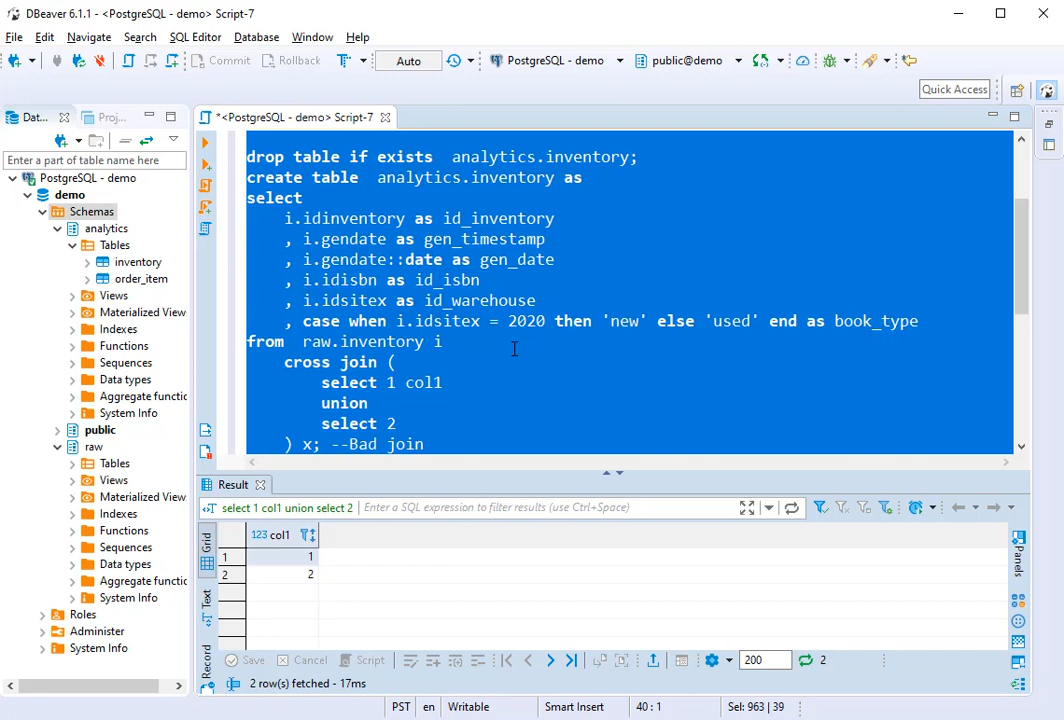 DBeaver 6.1.1 - <PostgreSQL - demo> Script-7
File Edit Navigate Search SQL Editor Database Window Help
Commit Rollback Auto PostgreSQL - demo public@demo
Quick Access
Dat... Proj...
*<PostgreSQL - demo> Script-7
Enter a part of table name here
PostgreSQL - demo
demo
Schemas
analytics
Tables
inventory
order_item
Views
Materialized View
Indexes
Functions
Sequences
Data types
Aggregate functic
System Info
public
raw
Tables
Views
Materialized View
Indexes
Functions
Sequences
Data types
Aggregate functic
System Info
Roles
Administer
System Info
drop table if exists analytics.inventory;
create table analytics.inventory as
select
i.idinventory as id_inventory
, i.gendate as gen_timestamp
, i.gendate::date as gen_date
, i.idisbn as id_isbn
, i.idsitex as id_warehouse
, case when i.idsitex = 2020 then 'new' else 'used' end as book_type
from raw.inventory i
cross join (
select 1 col1
union
select 2
) x; --Bad join
Result
select 1 col1 union select 2 Enter a SQL expression to filter results (use Ctrl+Space)
Grid
Text
Record
123 col1
1 1
2 2
Panels
Save Cancel Script 200 2
2 row(s) fetched - 17ms
PST en Writable Smart Insert 40 : 1 Sel: 963 | 39